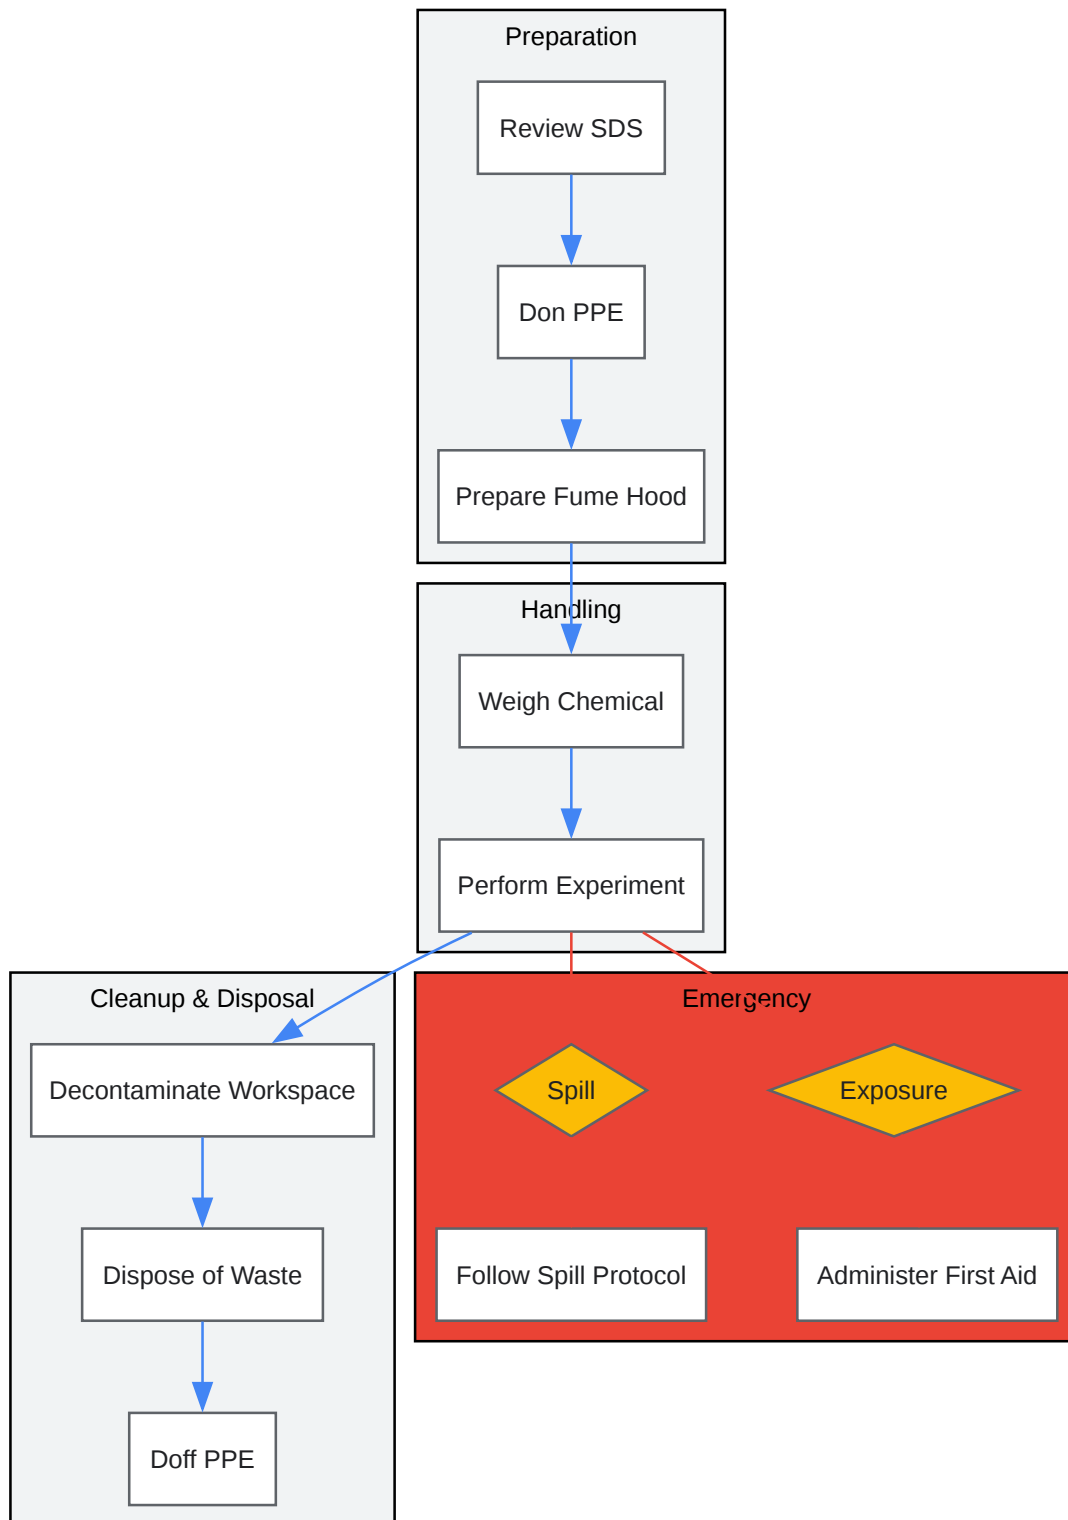 Preparation
Review SDS
Don PPE
Prepare Fume Hood
Handling
Weigh Chemical
Perform Experiment
Cleanup & Disposal
Decontaminate Workspace
Dispose of Waste
Doff PPE
Emergency
Spill
Exposure
Follow Spill Protocol
Administer First Aid